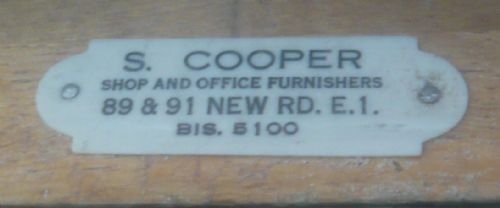 S. COOPER
SHOP AND OFFICE FURNISHERS
89 & 91 NEW RD. E.1.
BIS. 5100